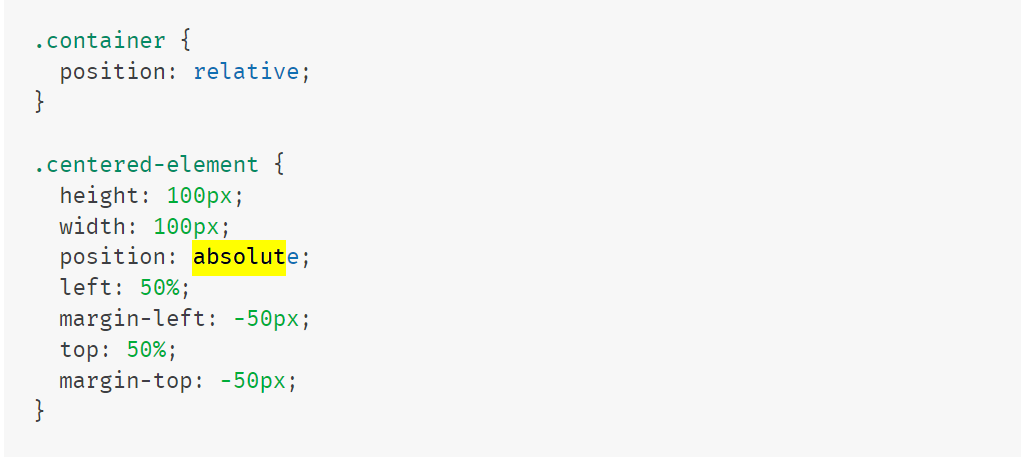 .container {
  position: relative;
}

.centered-element {
  height: 100px;
  width: 100px;
  position: absolute;
  left: 50%;
  margin-left: -50px;
  top: 50%;
  margin-top: -50px;
}